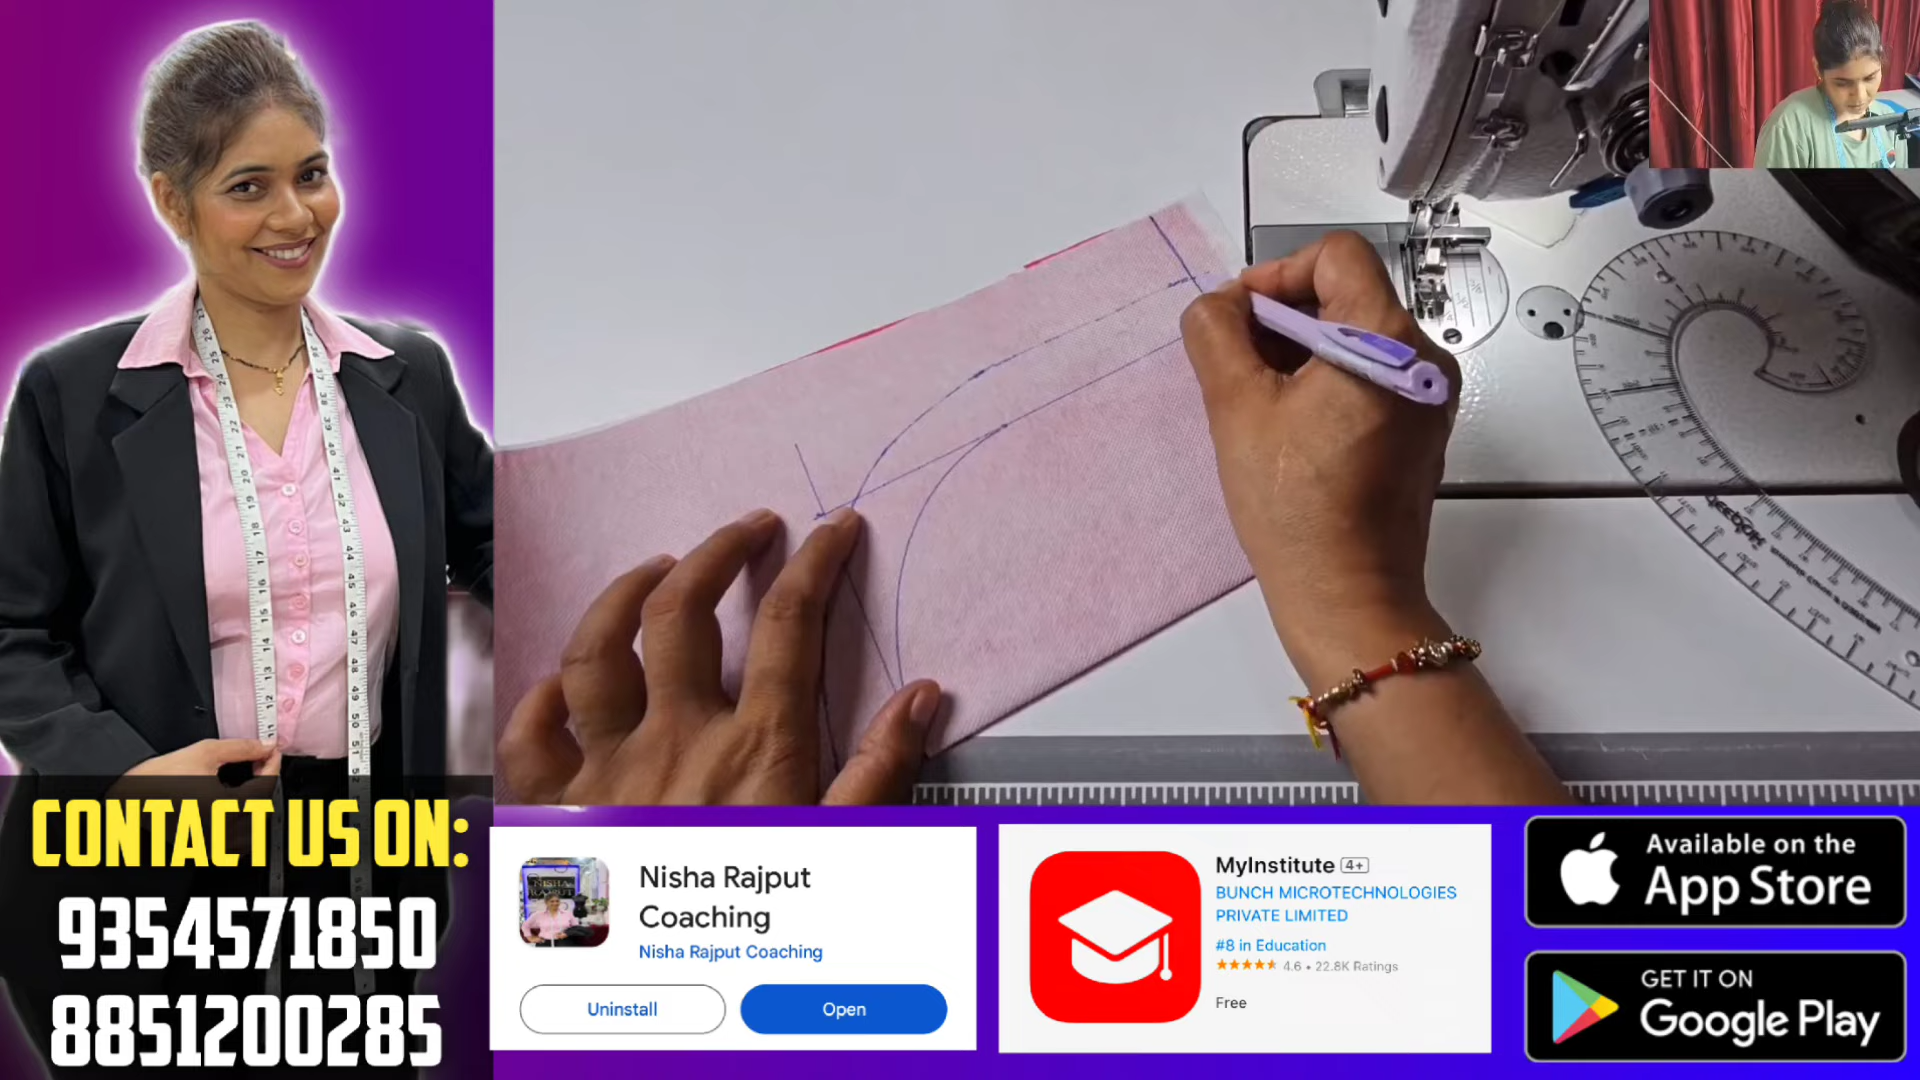 CONTACT US ON:
9354571850
8851200285
Nisha Rajput
Coaching
Nisha Rajput Coaching
Uninstall
Open
MyInstitute 4+
BUNCH MICROTECHNOLOGIES
PRIVATE LIMITED
#8 in Education
4.6 • 22.8K Ratings
Free
Available on the
App Store
GET IT ON
Google Play